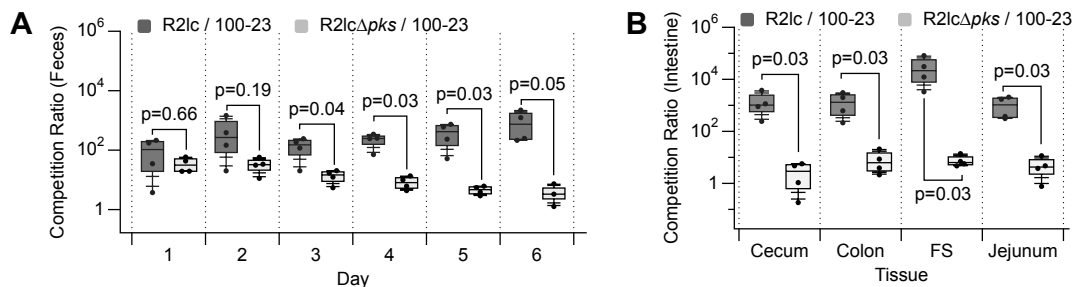 A
R2lc / 100-23
R2lcΔpks / 100-23
Competition Ratio (Feces)
10⁶
10⁴
10²
1
p=0.66
p=0.19
p=0.04
p=0.03
p=0.03
p=0.05
1 2 3 4 5 6
Day
B
R2lc / 100-23
R2lcΔpks / 100-23
Competition Ratio (Intestine)
10⁶
10⁴
10²
1
p=0.03
p=0.03
p=0.03
p=0.03
Cecum Colon FS Jejunum
Tissue